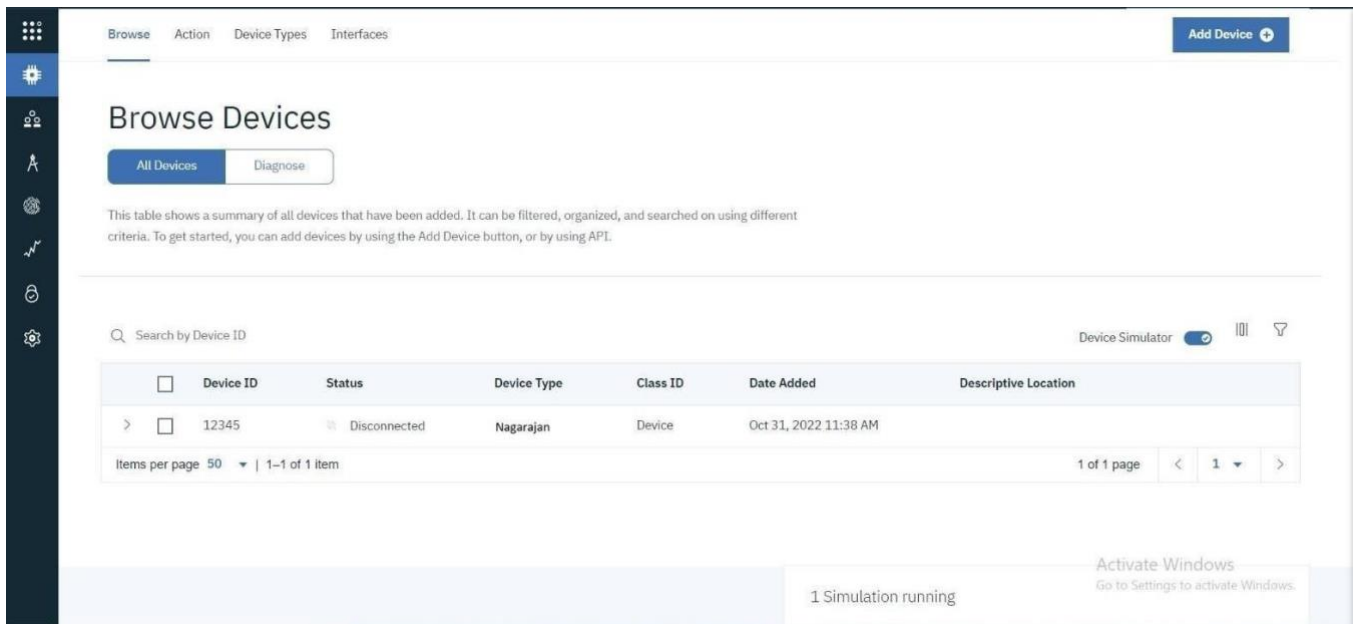 Browse Action Device Types Interfaces Add Device
Browse Devices
All Devices Diagnose
This table shows a summary of all devices that have been added. It can be filtered, organized, and searched on using different
criteria. To get started, you can add devices by using the Add Device button, or by using API.
Search by Device ID Device Simulator
Device ID Status Device Type Class ID Date Added Descriptive Location
12345 Disconnected Nagarajan Device Oct 31, 2022 11:38 AM
Items per page 50 | 1–1 of 1 item 1 of 1 page 1
Activate Windows
Go to Settings to activate Windows.
1 Simulation running